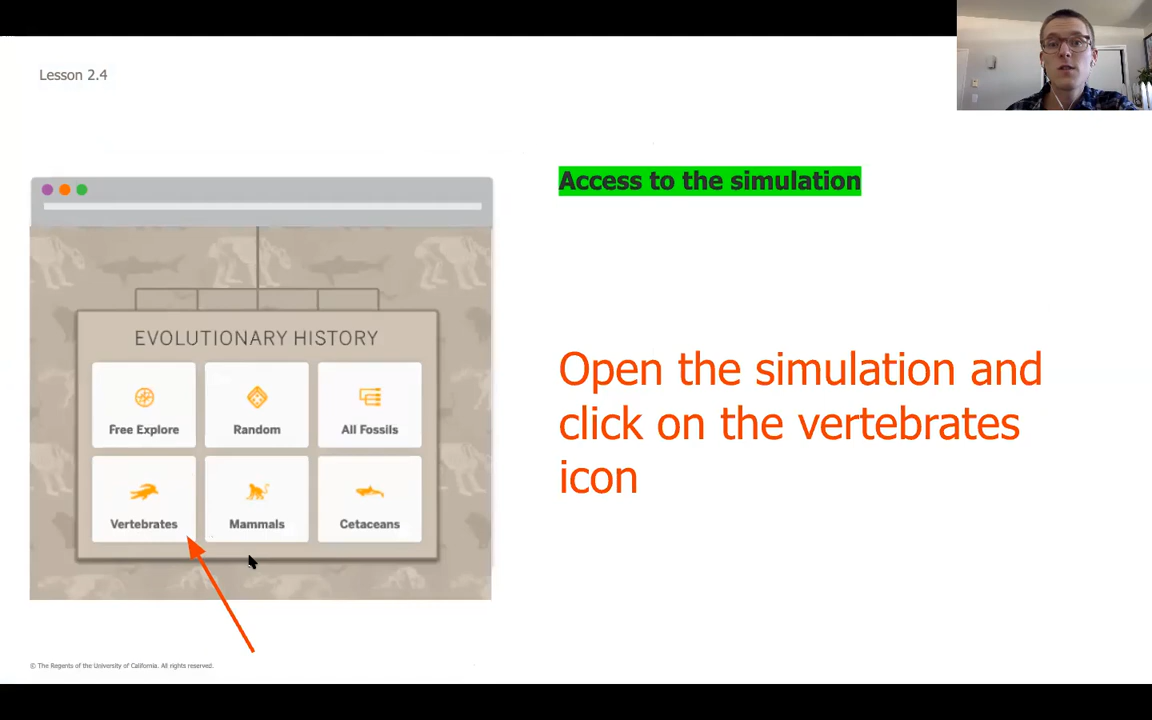 Lesson 2.4
Access to the simulation
EVOLUTIONARY HISTORY
Free Explore
Random
All Fossils
Vertebrates
Mammals
Cetaceans
Open the simulation and
click on the vertebrates
icon
© The Regents of the University of California. All rights reserved.